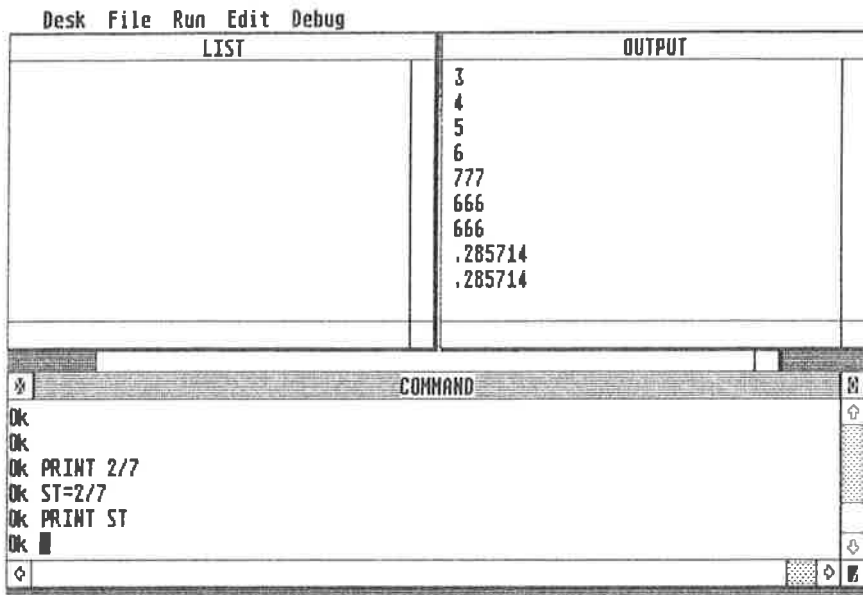 Desk File Run Edit Debug
LIST
OUTPUT
3
4
5
6
777
666
666
.285714
.285714
COMMAND
Ok
Ok
Ok PRINT 2/7
Ok ST=2/7
Ok PRINT ST
Ok